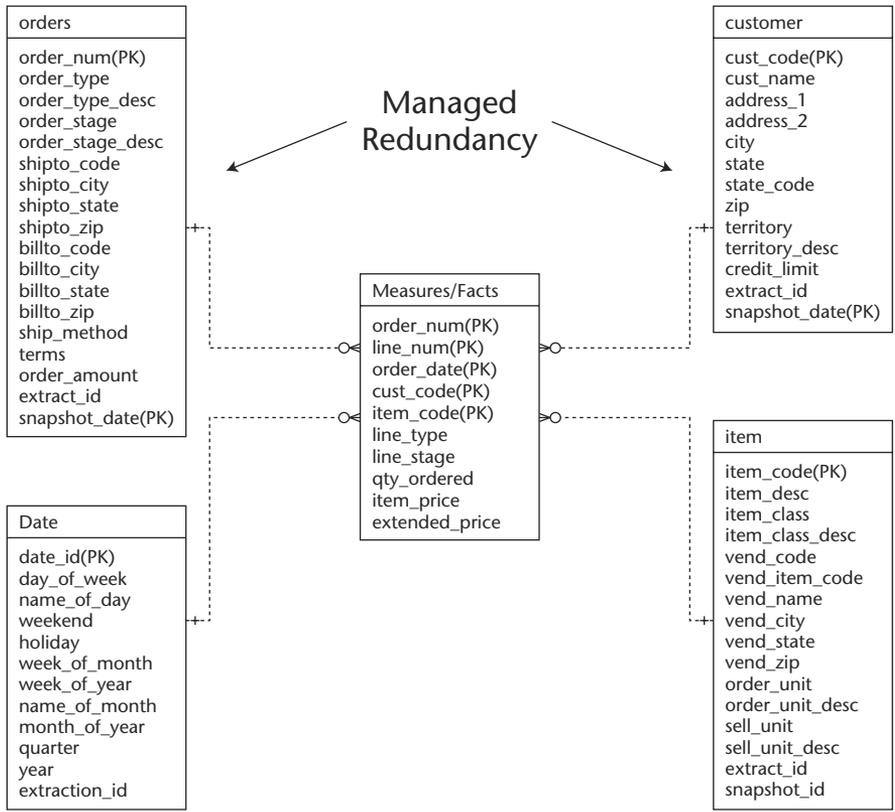 orders
order_num(PK)
order_type
order_type_desc
order_stage
order_stage_desc
shipto_code
shipto_city
shipto_state
shipto_zip
billto_code
billto_city
billto_state
billto_zip
ship_method
terms
order_amount
extract_id
snapshot_date(PK)
Managed
Redundancy
customer
cust_code(PK)
cust_name
address_1
address_2
city
state
state_code
zip
territory
territory_desc
credit_limit
extract_id
snapshot_date(PK)
Measures/Facts
order_num(PK)
line_num(PK)
order_date(PK)
cust_code(PK)
item_code(PK)
line_type
line_stage
qty_ordered
item_price
extended_price
Date
date_id(PK)
day_of_week
name_of_day
weekend
holiday
week_of_month
week_of_year
name_of_month
month_of_year
quarter
year
extraction_id
item
item_code(PK)
item_desc
item_class
item_class_desc
vend_code
vend_item_code
vend_name
vend_city
vend_state
vend_zip
order_unit
order_unit_desc
sell_unit
sell_unit_desc
extract_id
snapshot_id